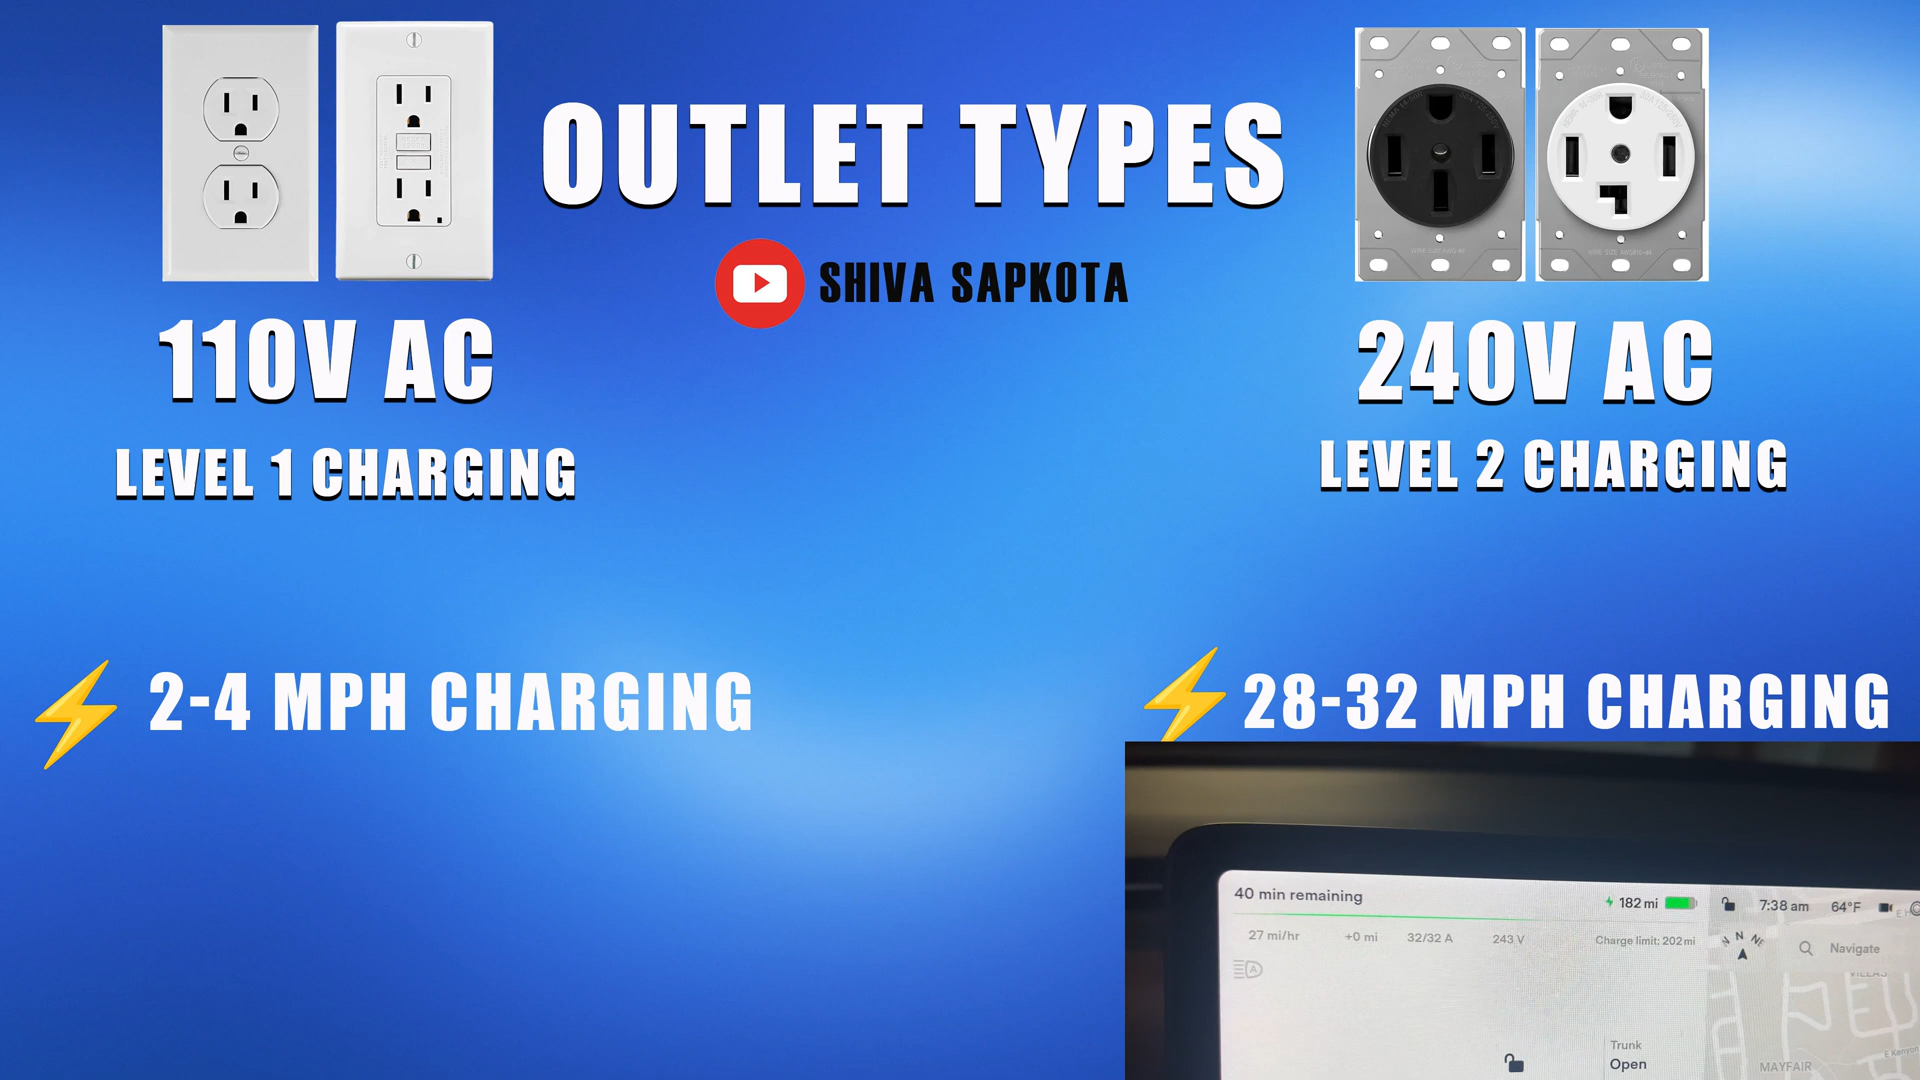 OUTLET TYPES
SHIVA SAPKOTA
110V AC
LEVEL 1 CHARGING
2-4 MPH CHARGING
240V AC
LEVEL 2 CHARGING
28-32 MPH CHARGING
40 min remaining
182 mi
7:38 am
64°F
27 mi/hr
+0 mi
32/32 A
243 V
Charge limit: 202 mi
N N NE
Navigate
Trunk
Open
MAYFAIR
E Kenyon